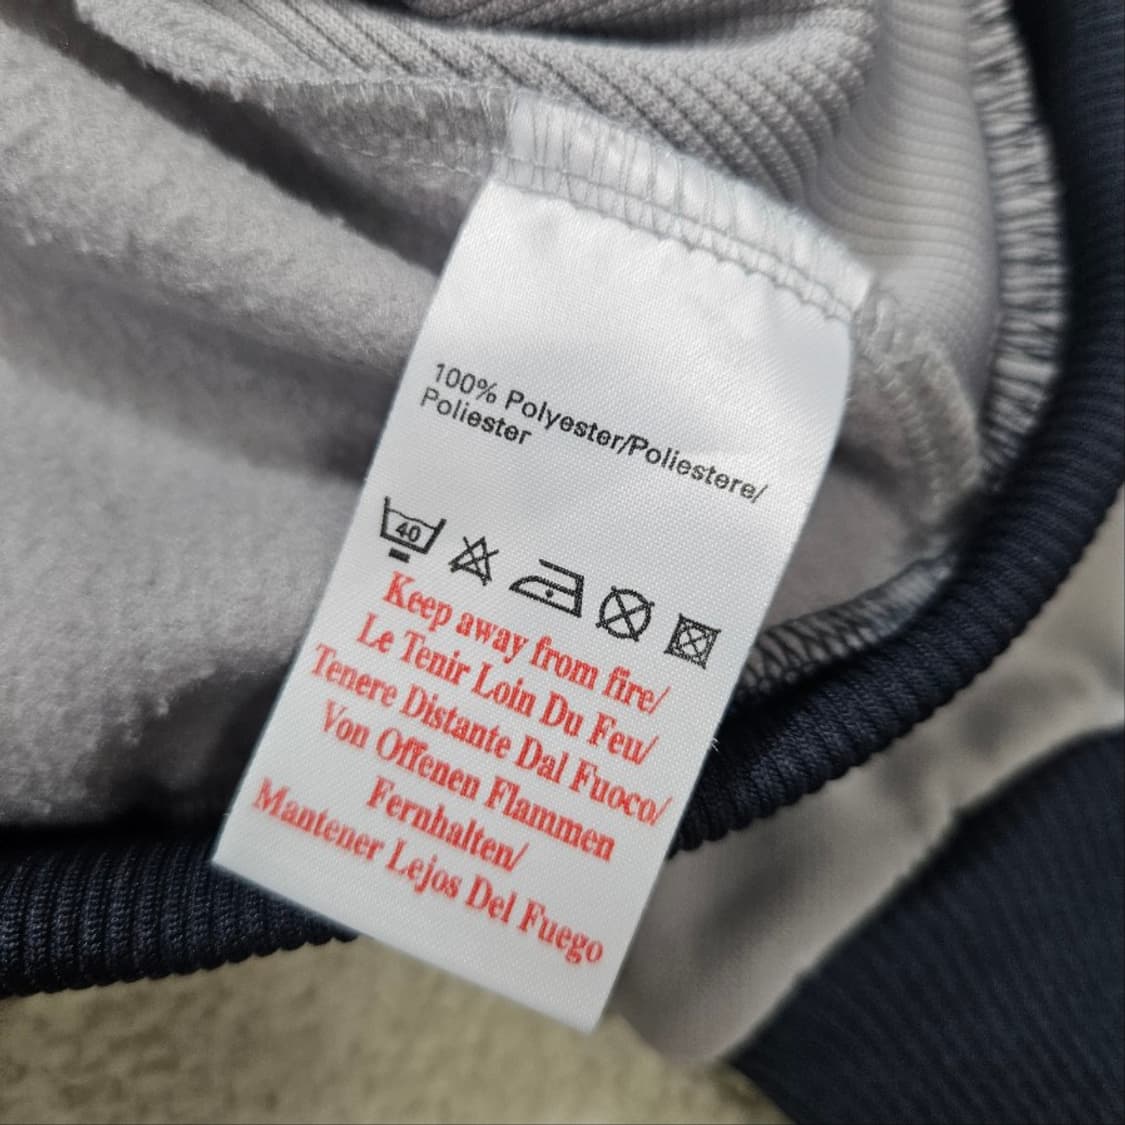 100% Polyester/Poliestere/
Poliester
40
Keep away from fire/
Le Tenir Loin Du Feu/
Tenere Distante Dal Fuoco/
Von Offenen Flammen
Fernhalten/
Mantener Lejos Del Fuego